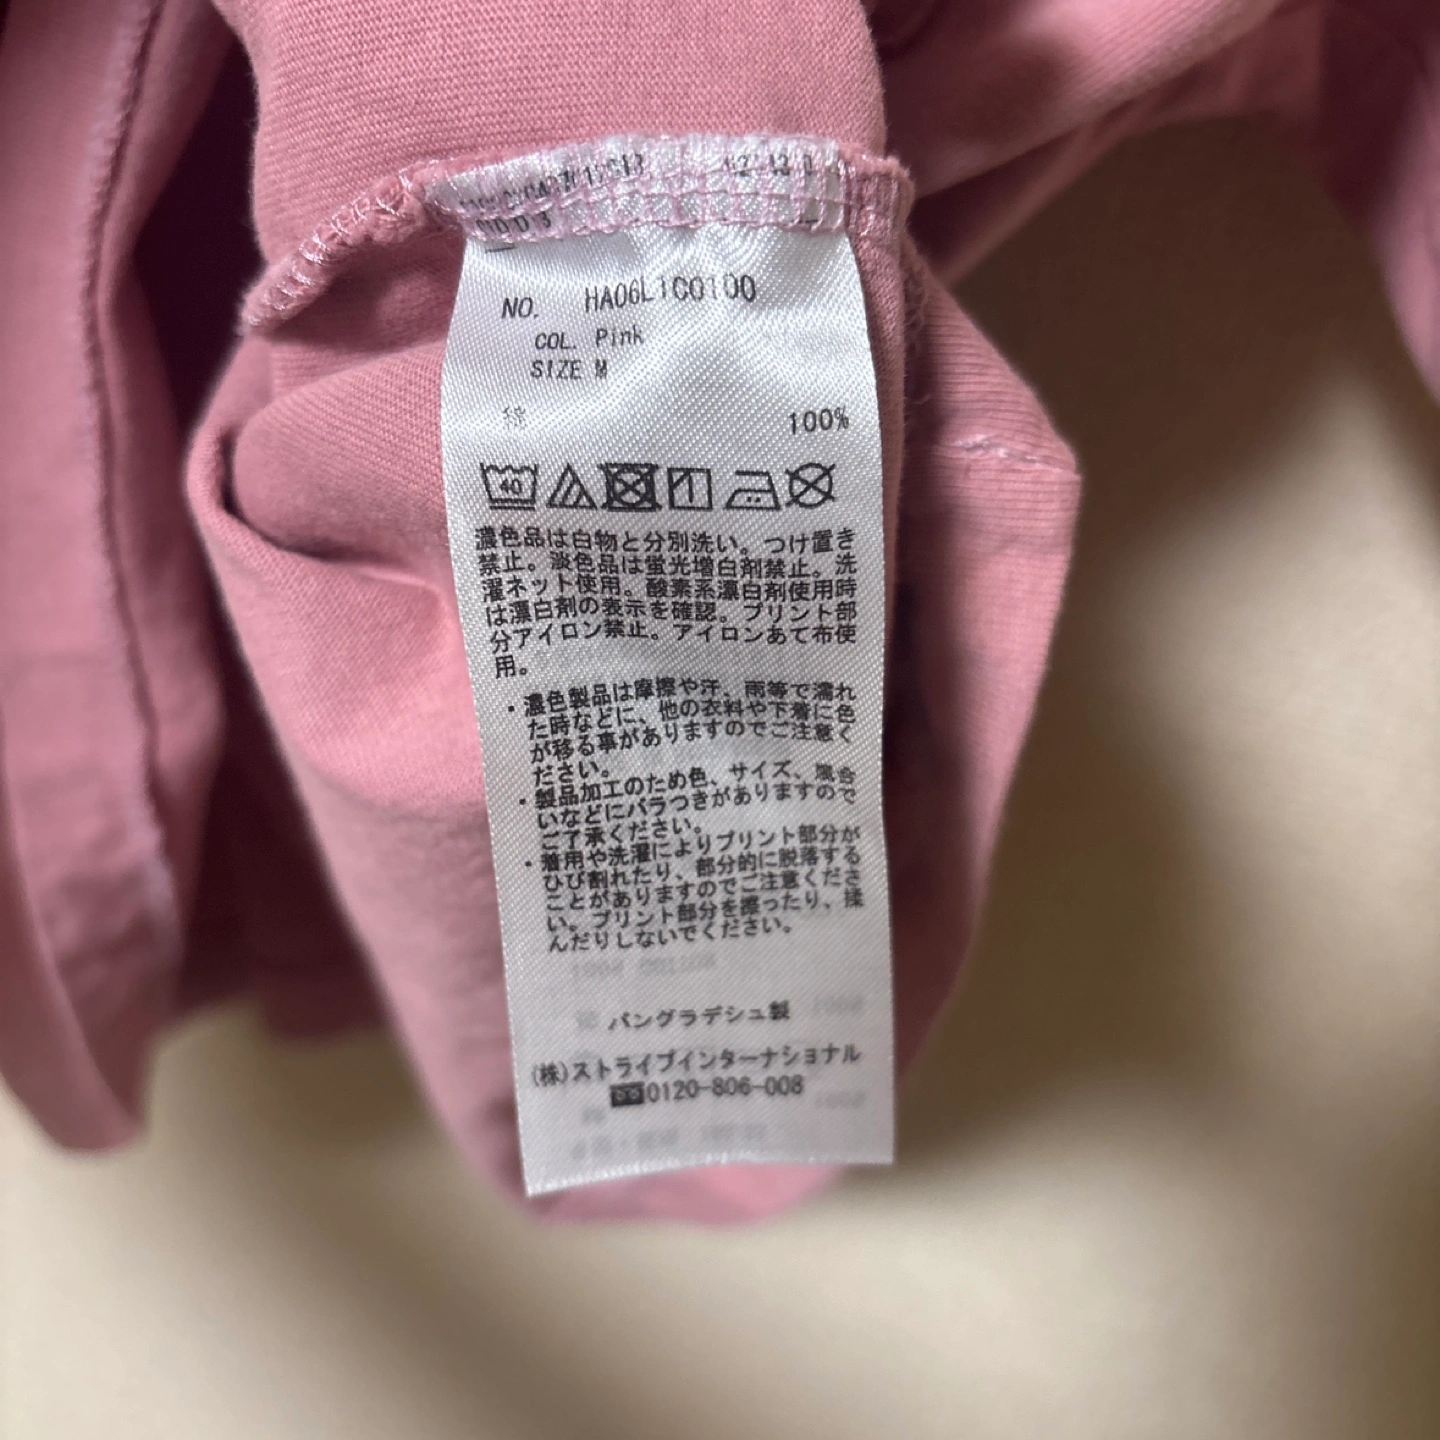 NO. HA06L1C0100
COL. Pink
SIZE M
綿 100%
40
濃色品は白物と分別洗い。つけ置き
禁止。淡色品は蛍光増白剤禁止。洗
濯ネット使用。酸素系漂白剤使用時
は漂白剤の表示を確認。プリント部
分アイロン禁止。アイロンあて布使
用。
・濃色製品は摩擦や汗、雨等で濡れ
た時などに、他の衣料や下着に色
が移る事がありますのでご注意く
ださい。
・製品加工のため色、サイズ、風合
いなどにバラつきがありますので
ご了承ください。
・着用や洗濯によりプリント部分が
ひび割れたり、部分的に脱落する
ことがありますのでご注意くださ
い。プリント部分を擦ったり、揉
んだりしないでください。
バングラデシュ製
(株)ストライプインターナショナル
0120-806-008